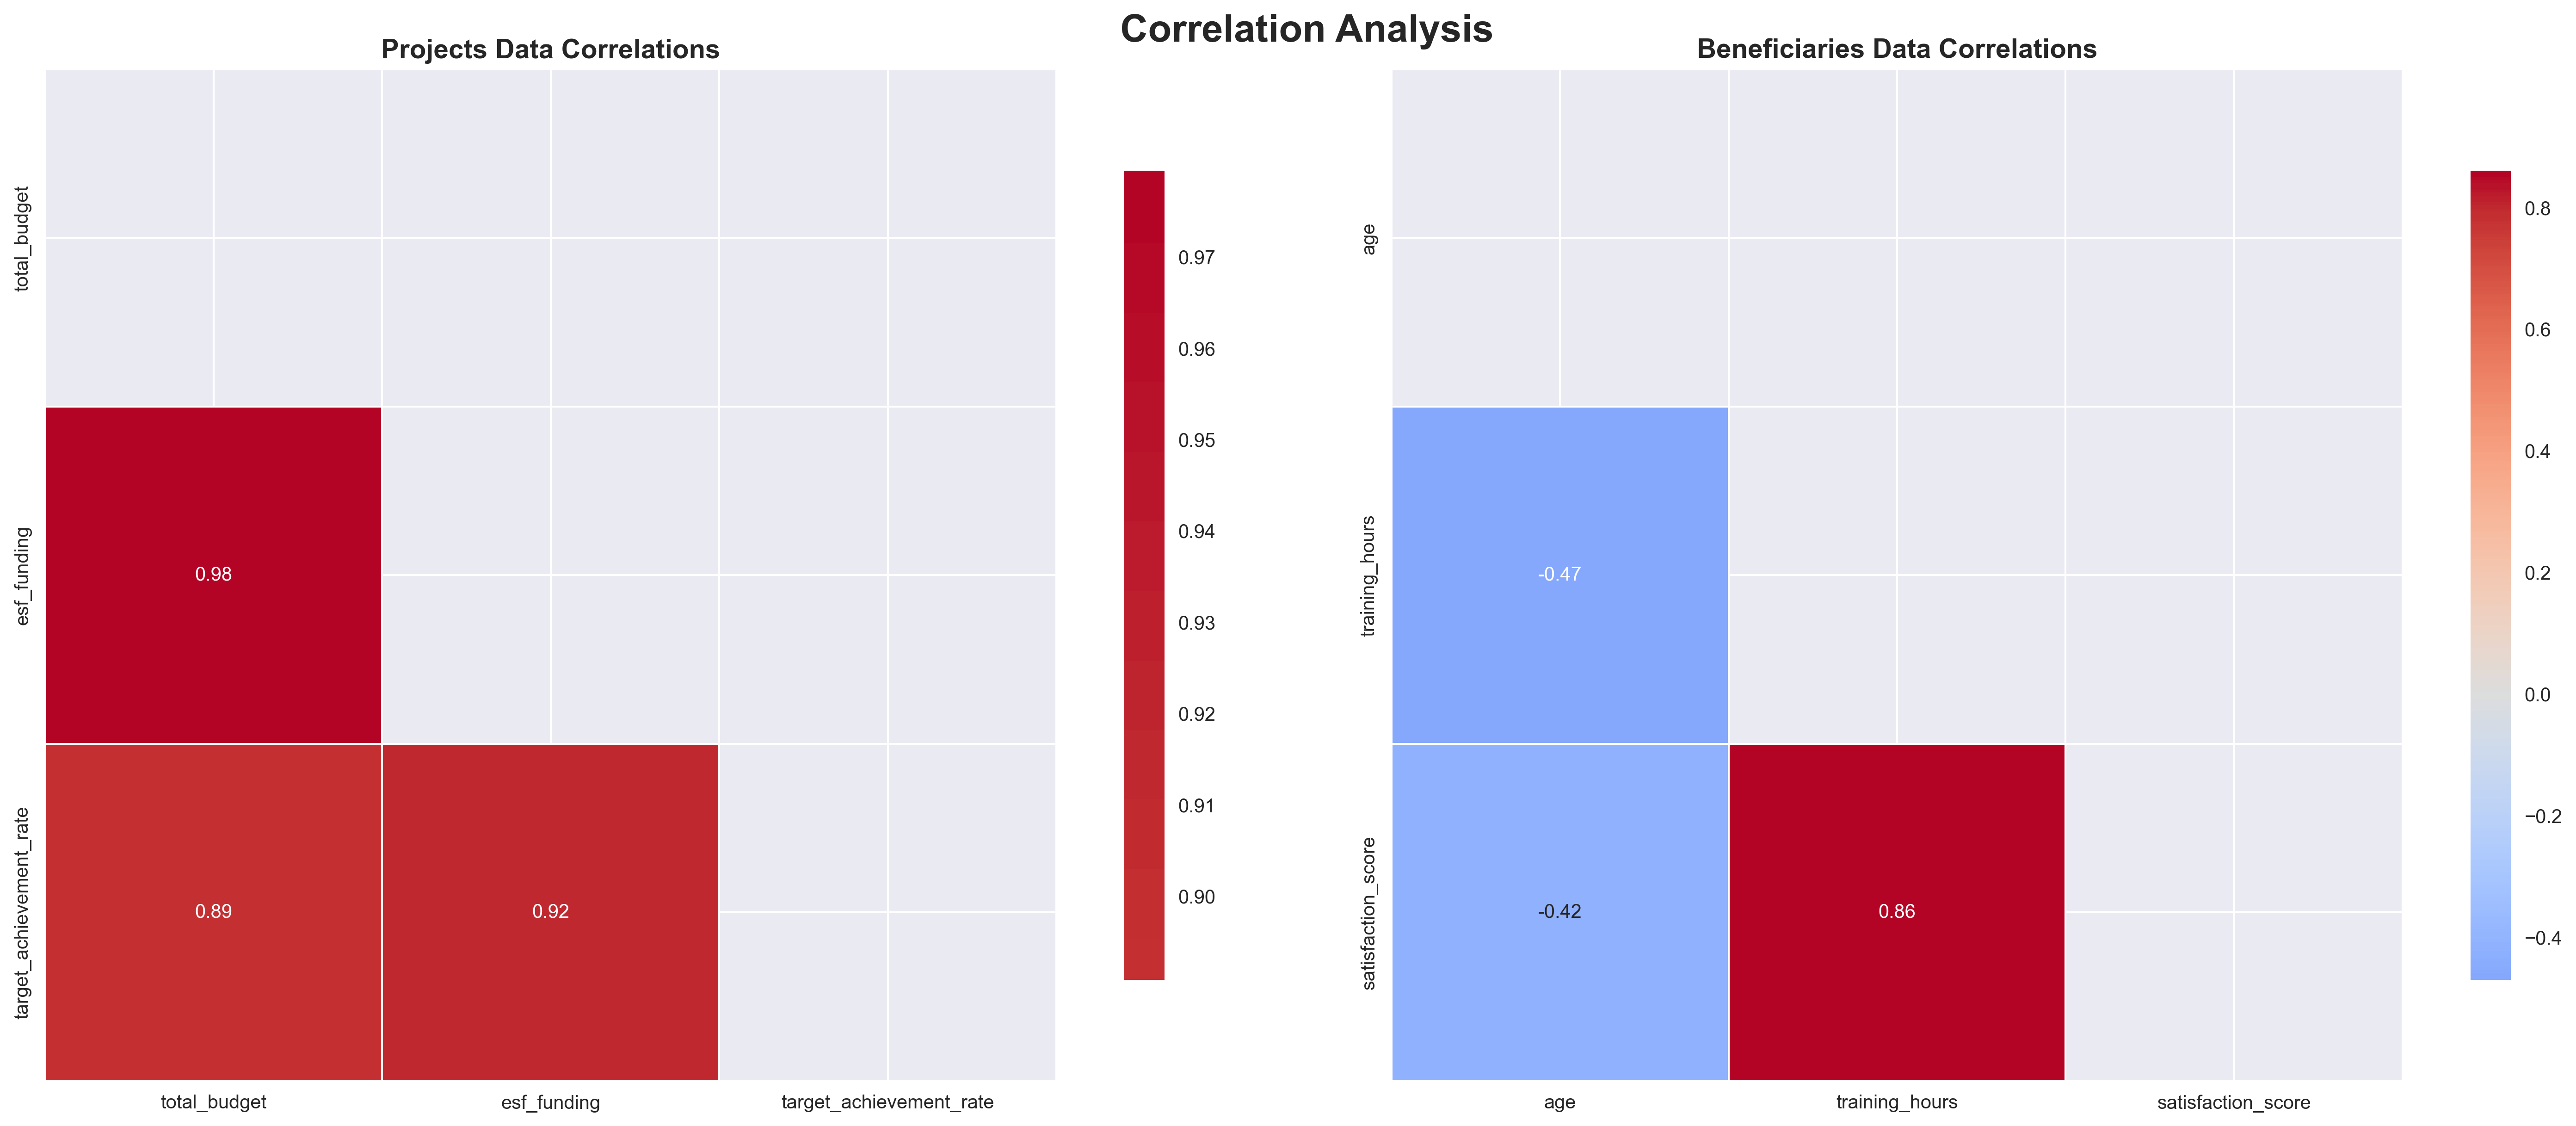 Correlation Analysis
Projects Data Correlations
total_budget
esf_funding
target_achievement_rate
0.98
0.89
0.92
total_budget
esf_funding
target_achievement_rate
0.97
0.96
0.95
0.94
0.93
0.92
0.91
0.90
Beneficiaries Data Correlations
age
training_hours
satisfaction_score
-0.47
-0.42
0.86
age
training_hours
satisfaction_score
0.8
0.6
0.4
0.2
0.0
−0.2
−0.4